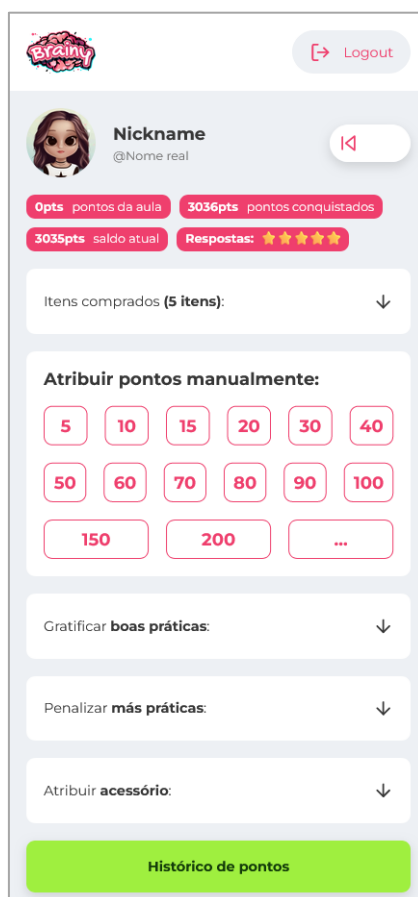 Brainy
Logout
Nickname
@Nome real
0pts pontos da aula 3036pts pontos conquistados
3035pts saldo atual Respostas:
Itens comprados (5 itens):
Atribuir pontos manualmente:
5 10 15 20 30 40
50 60 70 80 90 100
150 200 ...
Gratificar boas práticas:
Penalizar más práticas:
Atribuir acessório:
Histórico de pontos